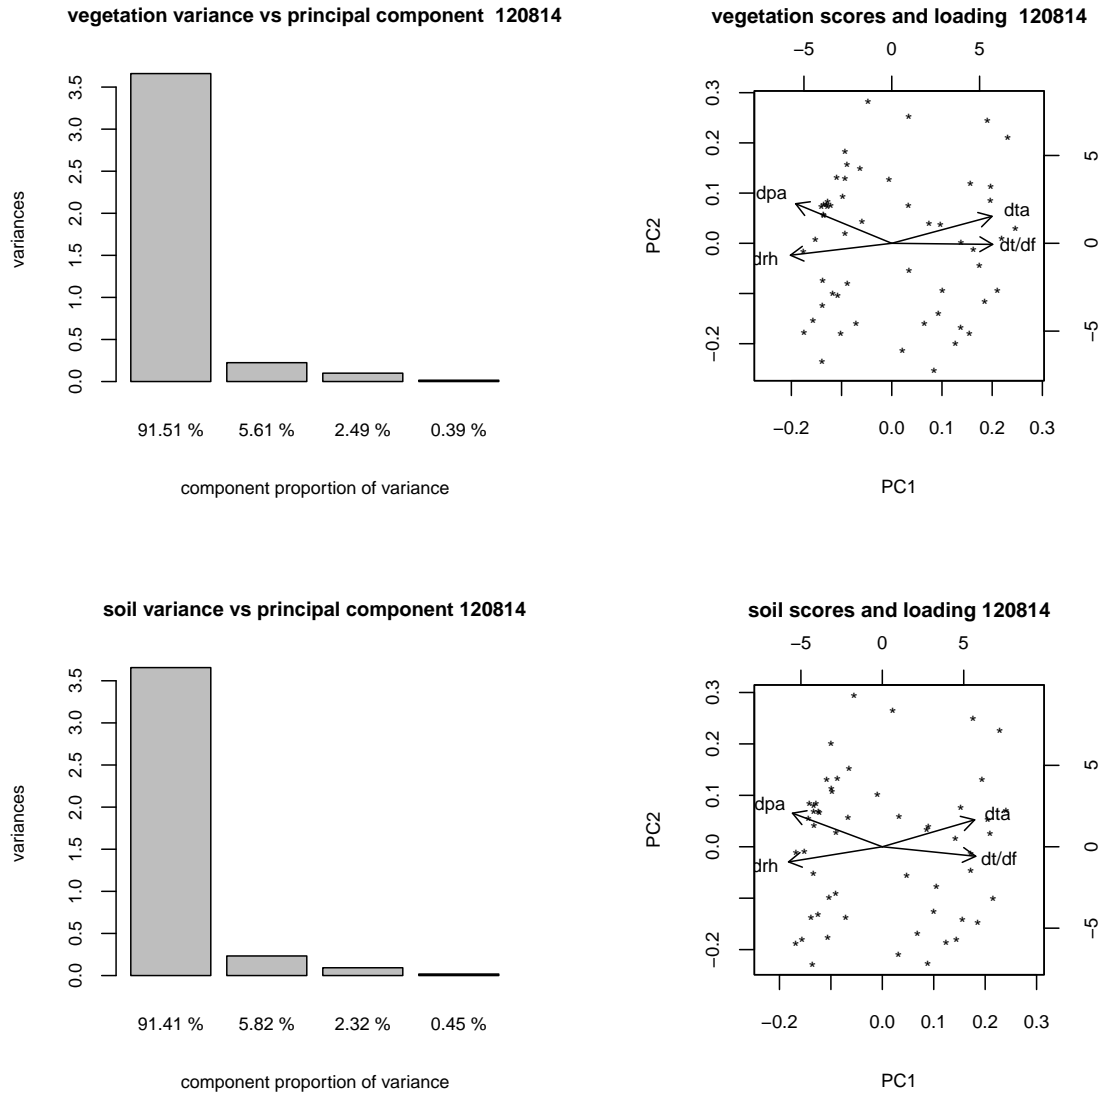 vegetation variance vs principal component 120814
variances
0.0 0.5 1.0 1.5 2.0 2.5 3.0 3.5
91.51 % 5.61 % 2.49 % 0.39 %
component proportion of variance
vegetation scores and loading 120814
−5 0 5
PC2
−0.2 0.0 0.1 0.2 0.3
dpa
dta
dt/df
drh
−5 0 5
−0.2 0.0 0.1 0.2 0.3
PC1
soil variance vs principal component 120814
variances
0.0 0.5 1.0 1.5 2.0 2.5 3.0 3.5
91.41 % 5.82 % 2.32 % 0.45 %
component proportion of variance
soil scores and loading 120814
−5 0 5
PC2
−0.2 0.0 0.1 0.2 0.3
dpa
dta
dt/df
drh
−5 0 5
−0.2 0.0 0.1 0.2 0.3
PC1